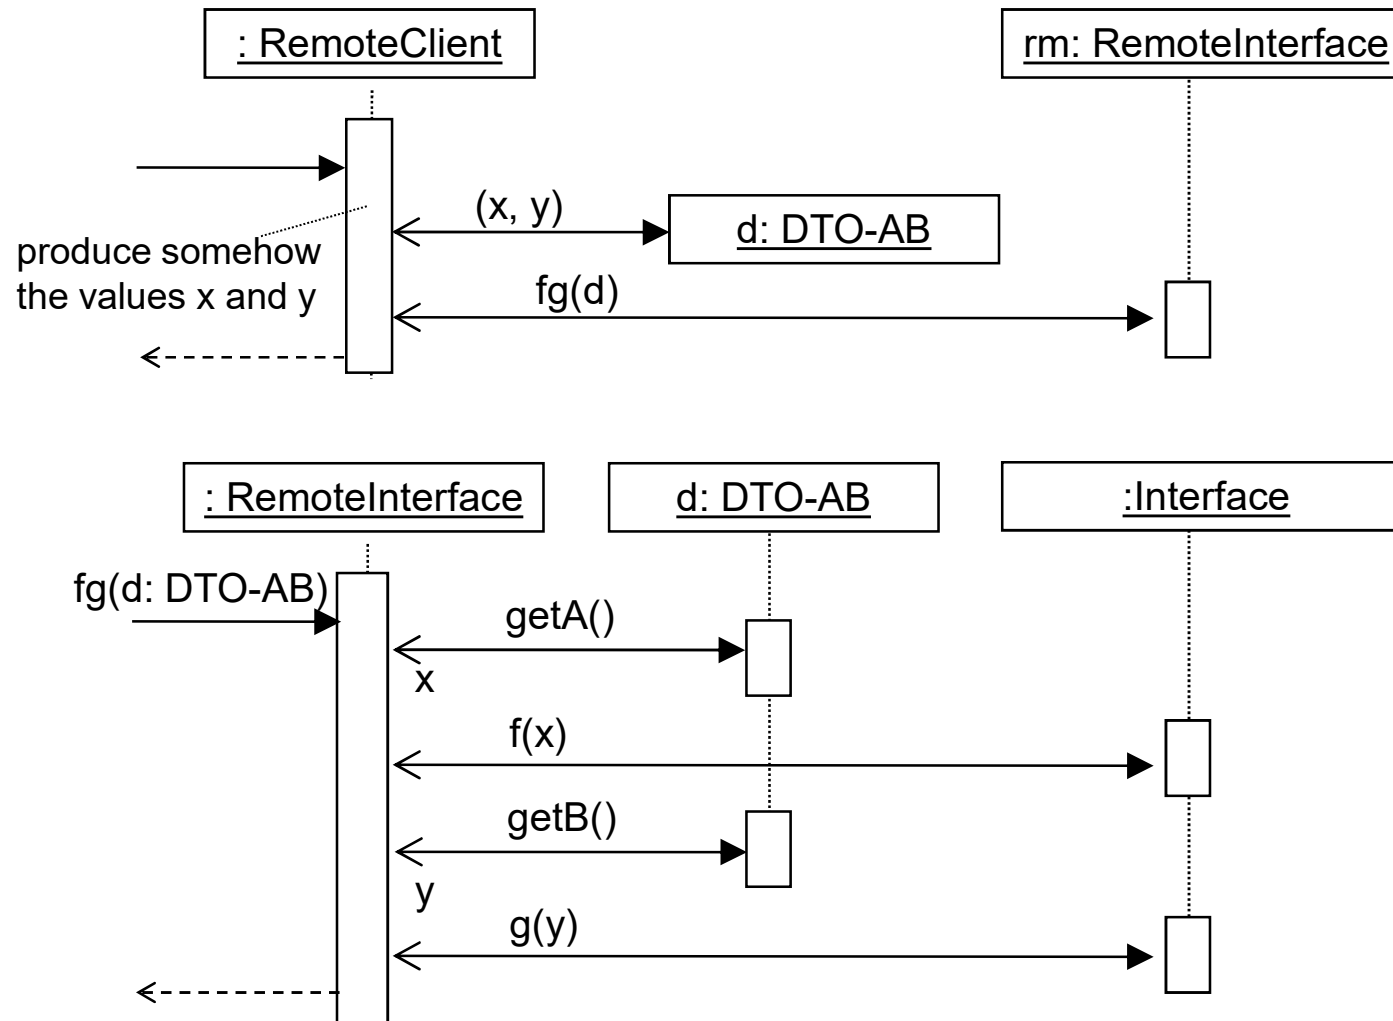 : RemoteClient
rm: RemoteInterface
(x, y)
d: DTO-AB
produce somehow
the values x and y
fg(d)
: RemoteInterface
d: DTO-AB
:Interface
fg(d: DTO-AB)
getA()
x
f(x)
getB()
y
g(y)